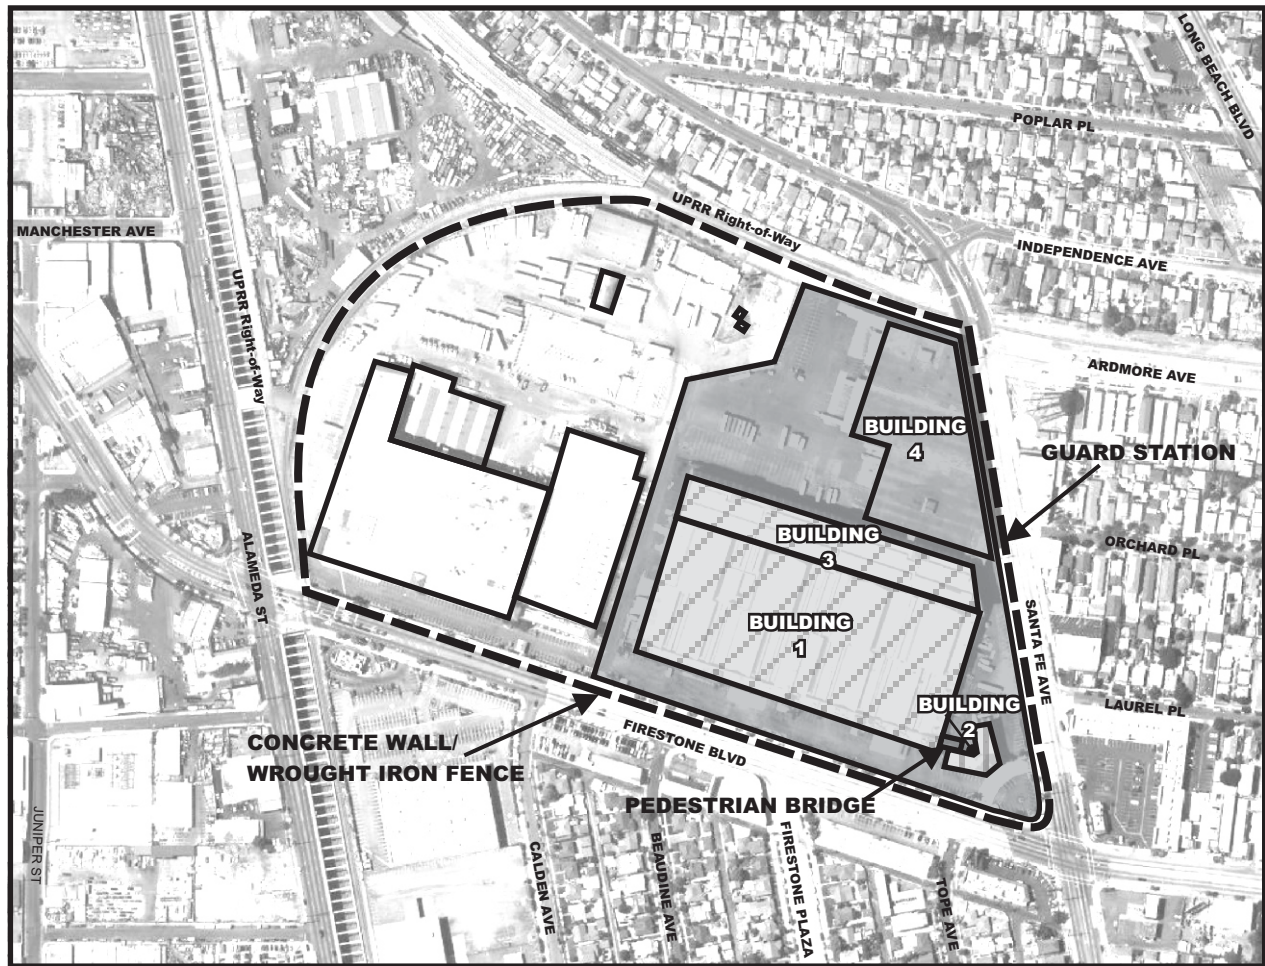 LONG BEACH BLVD
POPLAR PL
UPRR Right-of-Way
MANCHESTER AVE
INDEPENDENCE AVE
UPRR Right-of-Way
ARDMORE AVE
BUILDING
4
GUARD STATION
BUILDING
3
ORCHARD PL
ALAMEDA ST
BUILDING
1
SANTA FE AVE
BUILDING
2
LAUREL PL
CONCRETE WALL/
WROUGHT IRON FENCE
FIRESTONE BLVD
PEDESTRIAN BRIDGE
JUNIPER ST
CALDEN AVE
BEAUDINE AVE
FIRESTONE PLAZA
TOPE AVE